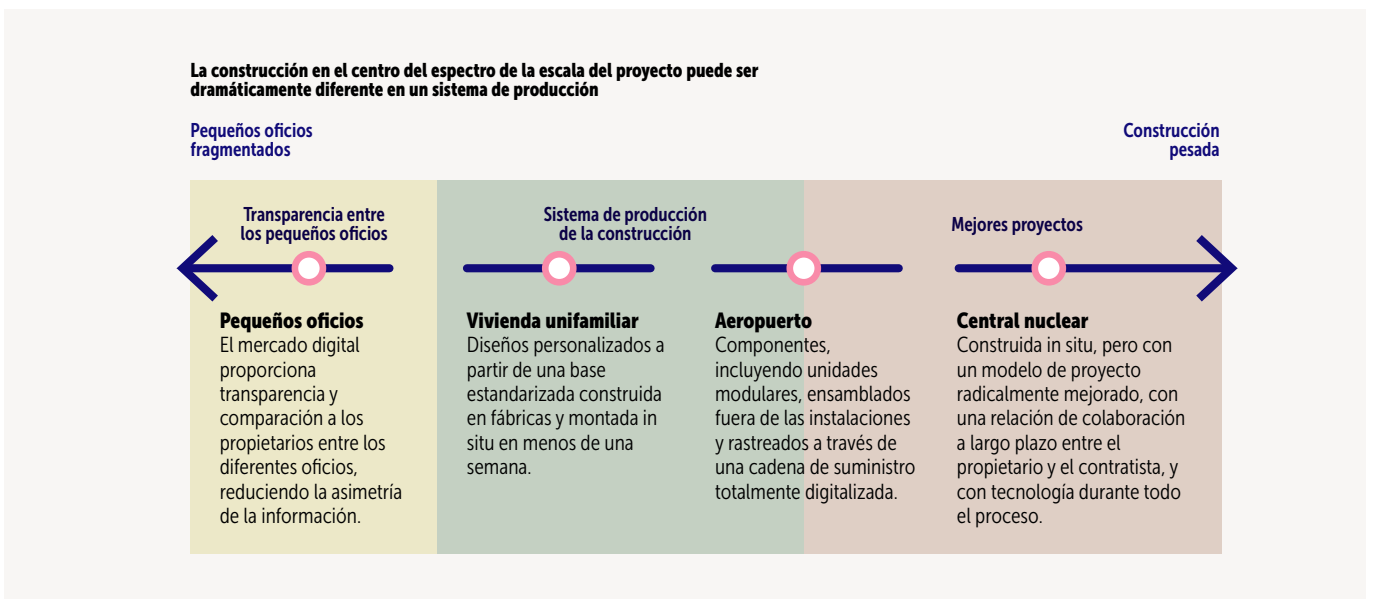 La construcción en el centro del espectro de la escala del proyecto puede ser
dramáticamente diferente en un sistema de producción
Pequeños oficios
fragmentados
Construcción
pesada
Transparencia entre
los pequeños oficios
Sistema de producción
de la construcción
Mejores proyectos
Pequeños oficios
El mercado digital
proporciona
transparencia y
comparación a los
propietarios entre los
diferentes oficios,
reduciendo la asimetría
de la información.
Vivienda unifamiliar
Diseños personalizados a
partir de una base
estandarizada construida
en fábricas y montada in
situ en menos de una
semana.
Aeropuerto
Componentes,
incluyendo unidades
modulares, ensamblados
fuera de las instalaciones
y rastreados a través de
una cadena de suministro
totalmente digitalizada.
Central nuclear
Construida in situ, pero con
un modelo de proyecto
radicalmente mejorado, con
una relación de colaboración
a largo plazo entre el
propietario y el contratista, y
con tecnología durante todo
el proceso.